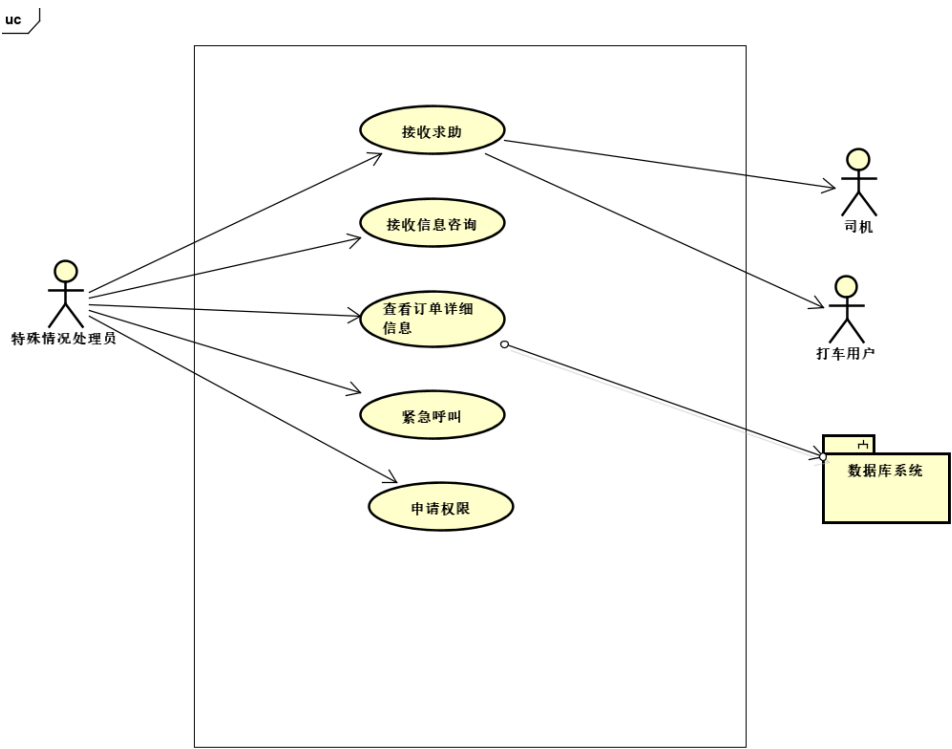 uc
接收求助
接收信息咨询
查看订单详细
信息
紧急呼叫
申请权限
特殊情况处理员
司机
打车用户
数据库系统